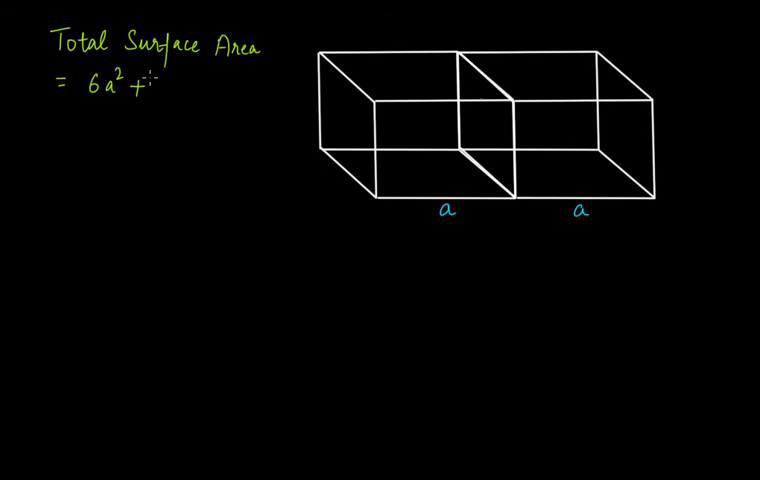 Total Surface Area
= 6a² +
a a